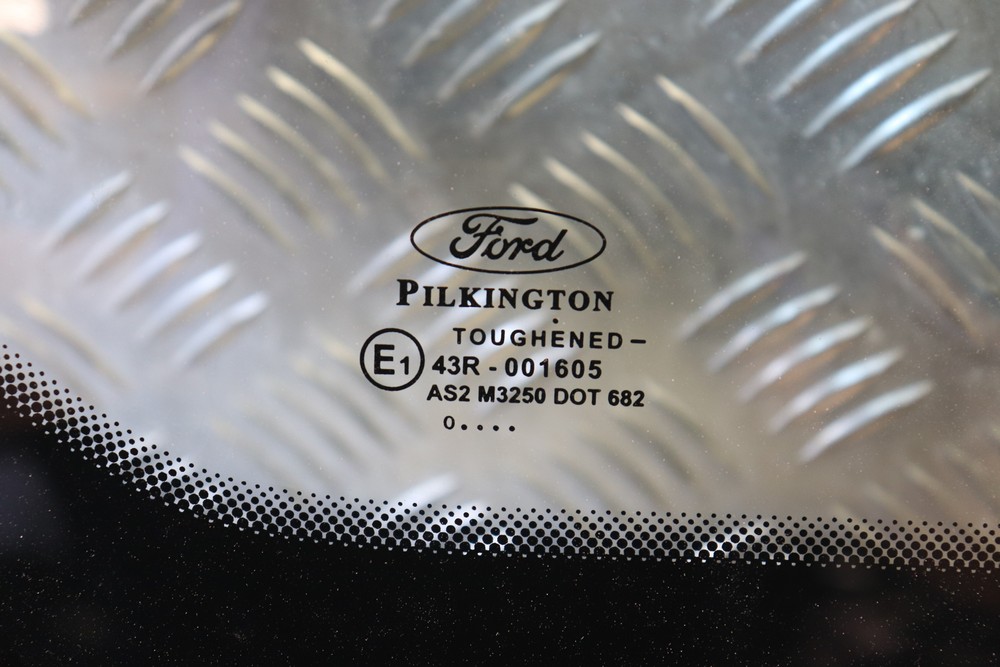 Ford
PILKINGTON
TOUGHENED–
E1 43R - 001605
AS2 M3250 DOT 682
0....